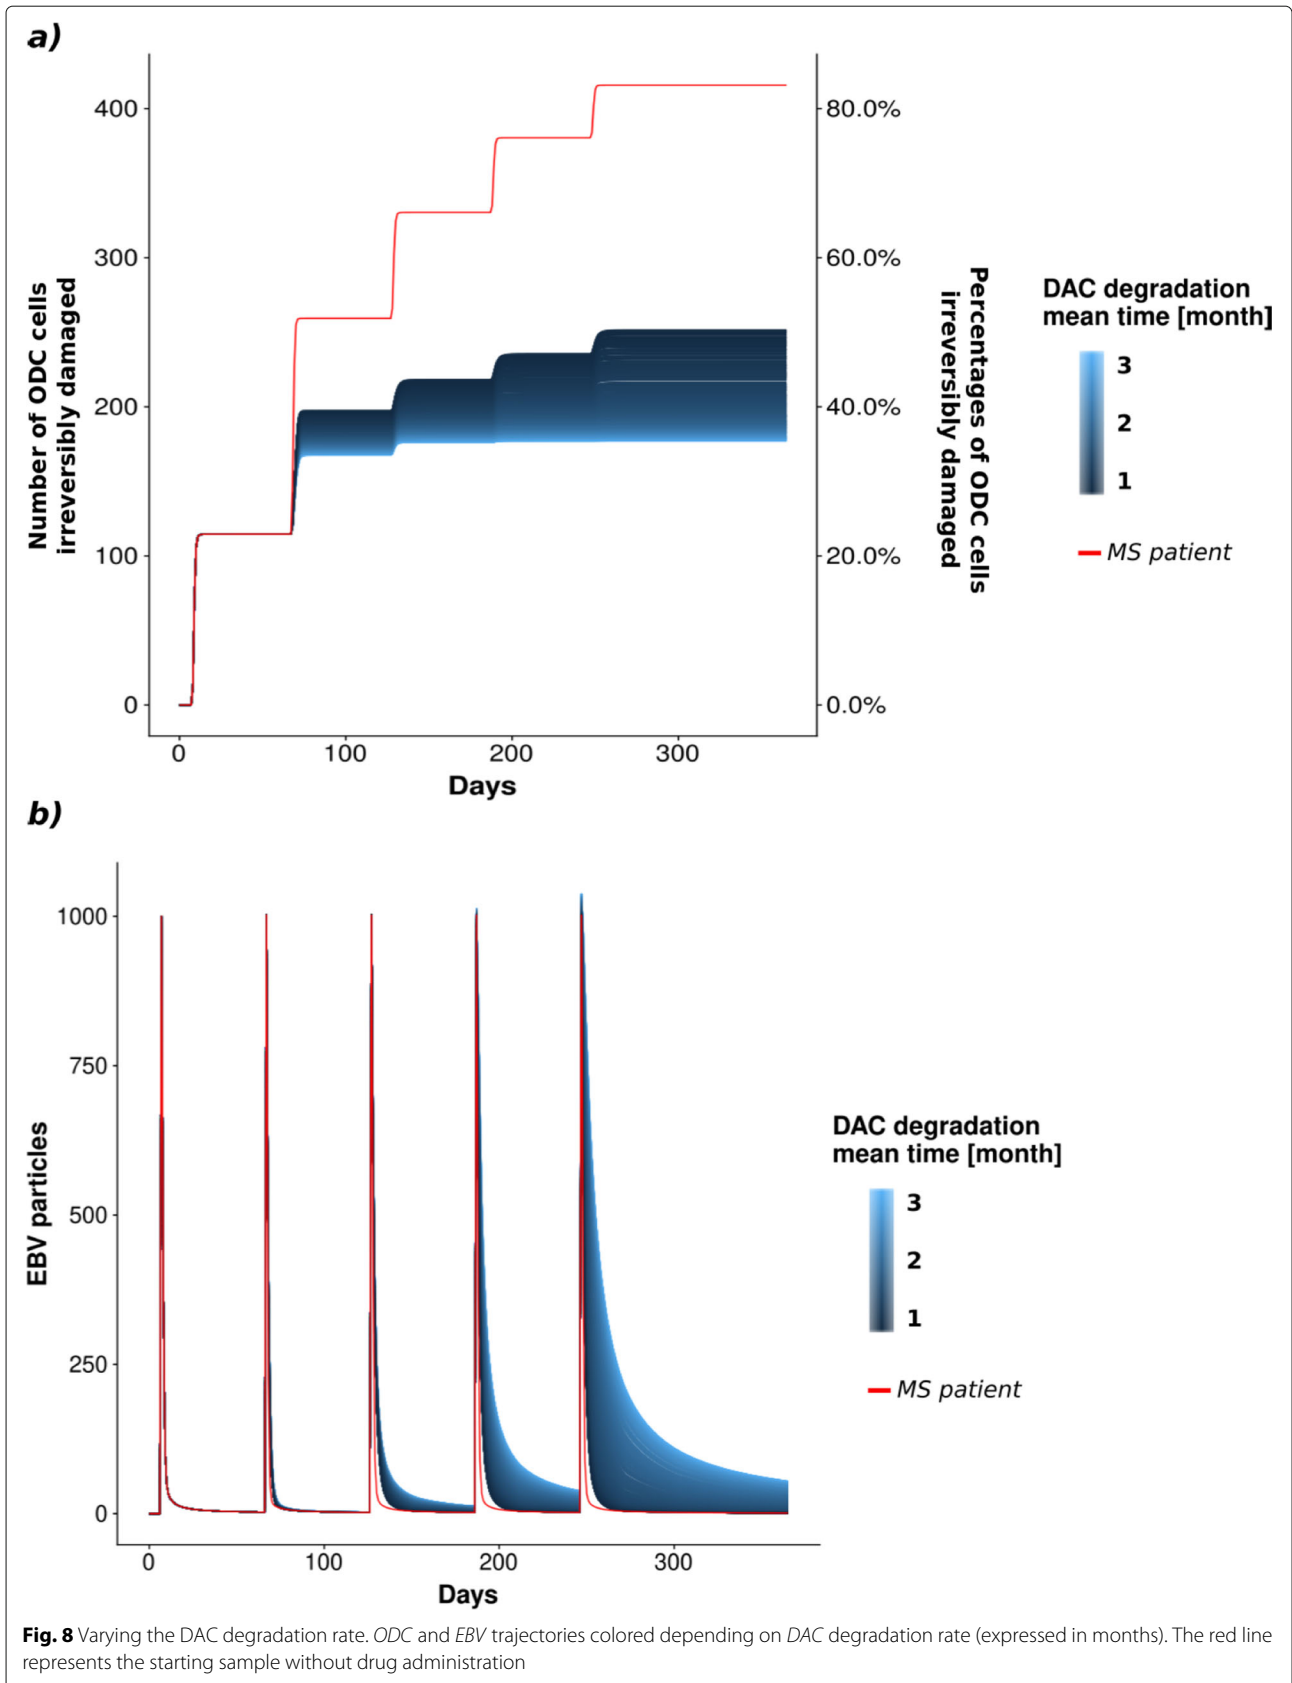 a)
400
300
200
100
0
Number of ODC cells
irreversibly damaged
80.0%
60.0%
40.0%
20.0%
0.0%
Percentages of ODC cells
irreversibly damaged
0 100 200 300
Days
DAC degradation
mean time [month]
3
2
1
MS patient
b)
1000
750
500
250
0
EBV particles
0 100 200 300
Days
DAC degradation
mean time [month]
3
2
1
MS patient
Fig. 8 Varying the DAC degradation rate. ODC and EBV trajectories colored depending on DAC degradation rate (expressed in months). The red line
represents the starting sample without drug administration